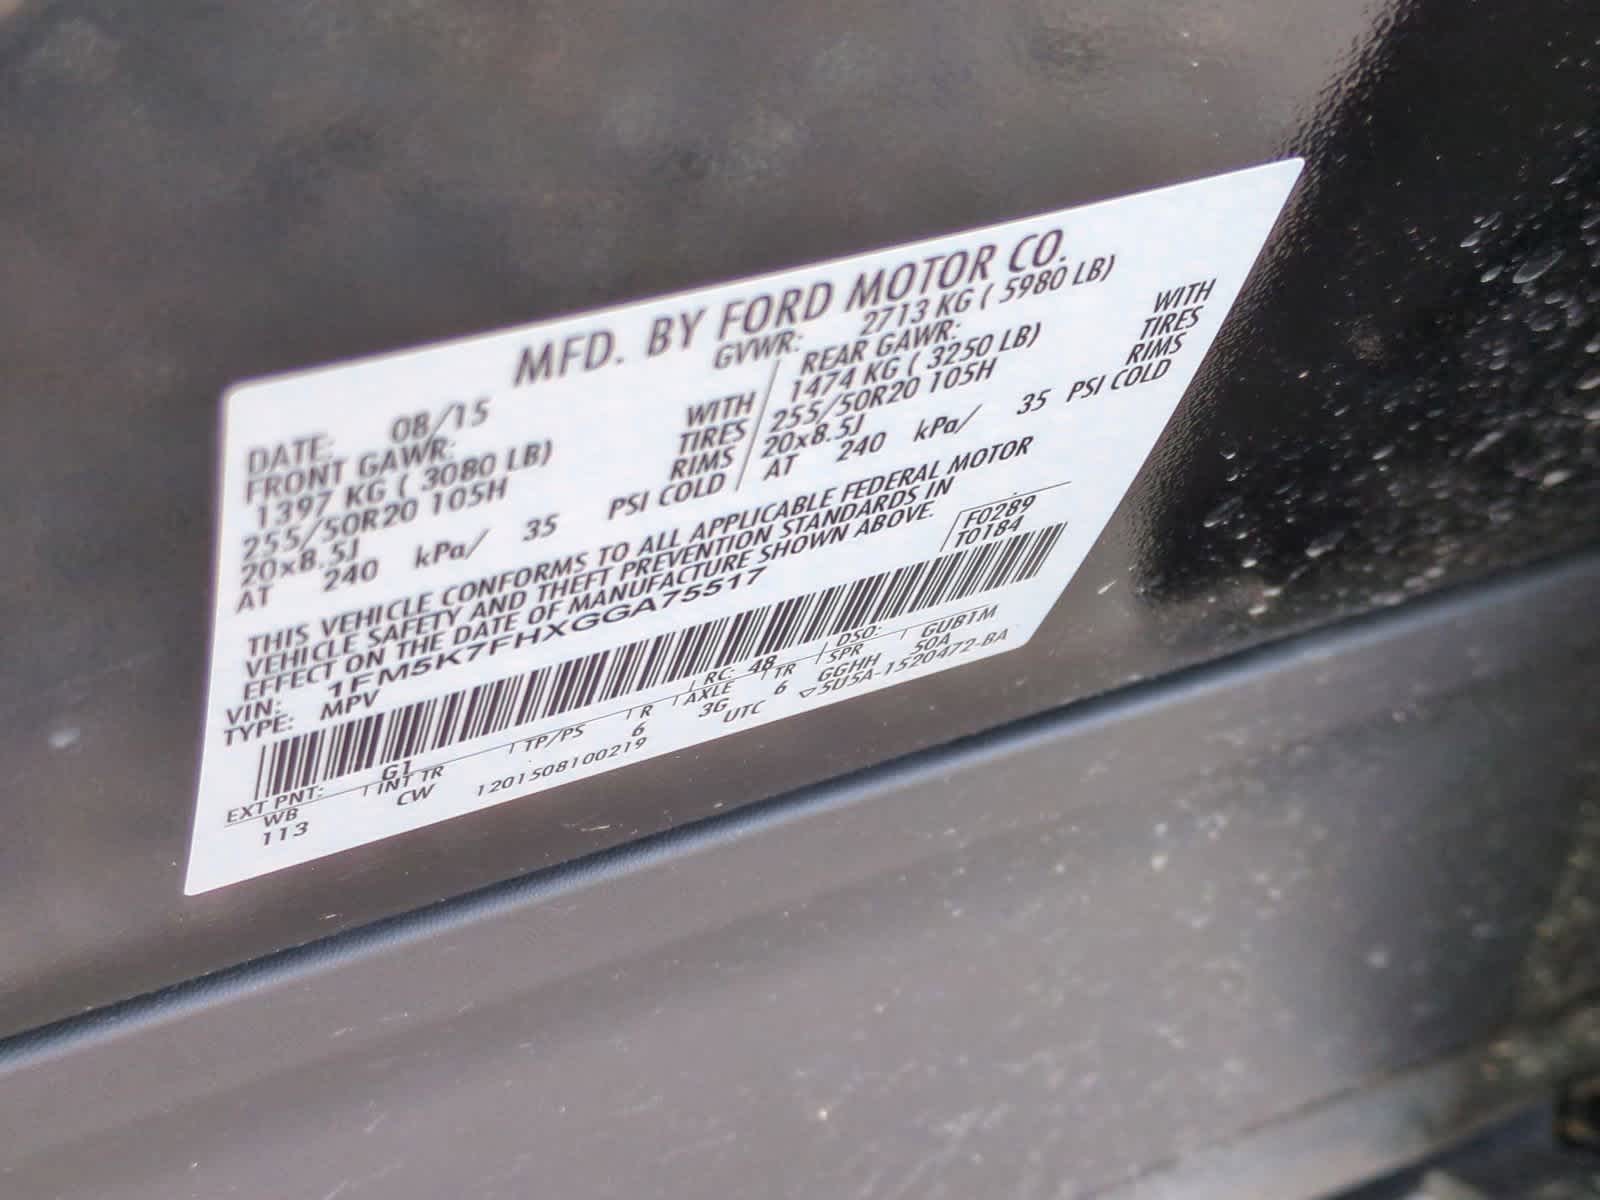 MFD. BY FORD MOTOR CO.
DATE: 08/15 GVWR: 2713 KG ( 5980 LB)
FRONT GAWR: REAR GAWR:
1397 KG ( 3080 LB) WITH 1474 KG ( 3250 LB) WITH
255/50R20 105H TIRES 255/50R20 105H TIRES
20x8.5J RIMS 20x8.5J RIMS
AT 240 kPa/ 35 PSI COLD AT 240 kPa/ 35 PSI COLD
THIS VEHICLE CONFORMS TO ALL APPLICABLE FEDERAL MOTOR
VEHICLE SAFETY AND THEFT PREVENTION STANDARDS IN
EFFECT ON THE DATE OF MANUFACTURE SHOWN ABOVE.
VIN: 1FM5K7FHXGGA75517 F0289
TYPE: MPV T0184
EXT PNT: G1 RC: 48 DSO:
WB INT TR TP/PS R AXLE TR SPR GUB1M
113 CW 6 3G 6 GGHH 50A
1201508100219 UTC ▽5U5A-1520472-BA